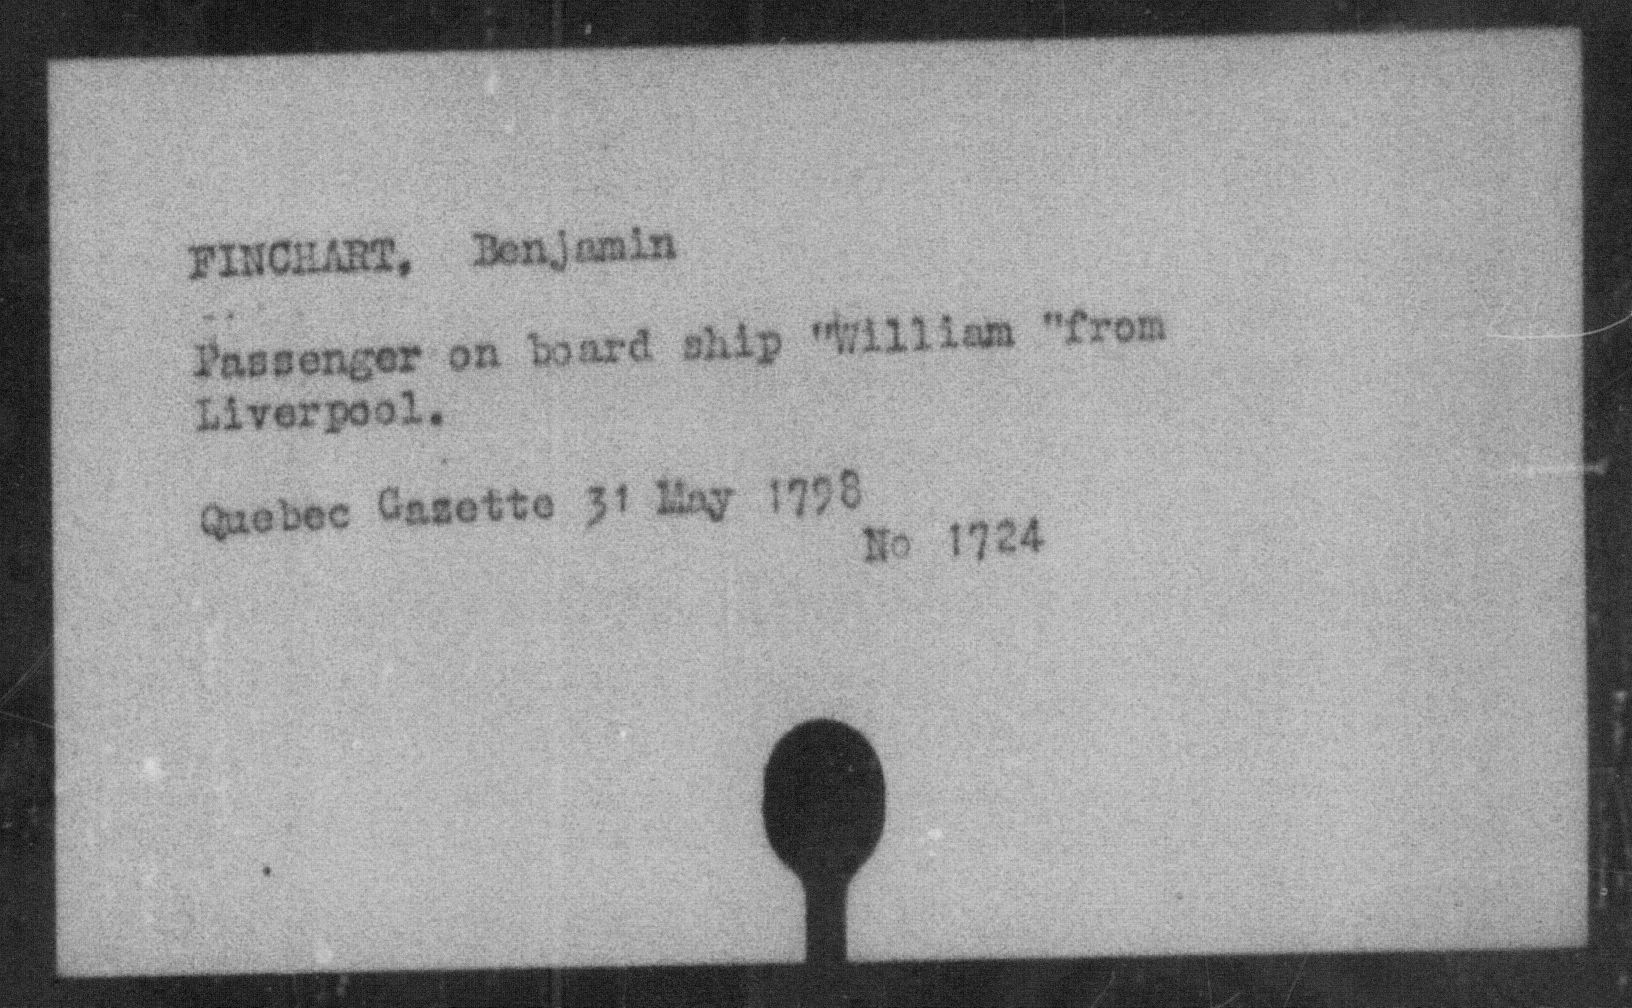 FINCHART, Benjamin
Passenger on board ship "William "from
Liverpool.
Quebec Gazette 31 May 1798
No 1724